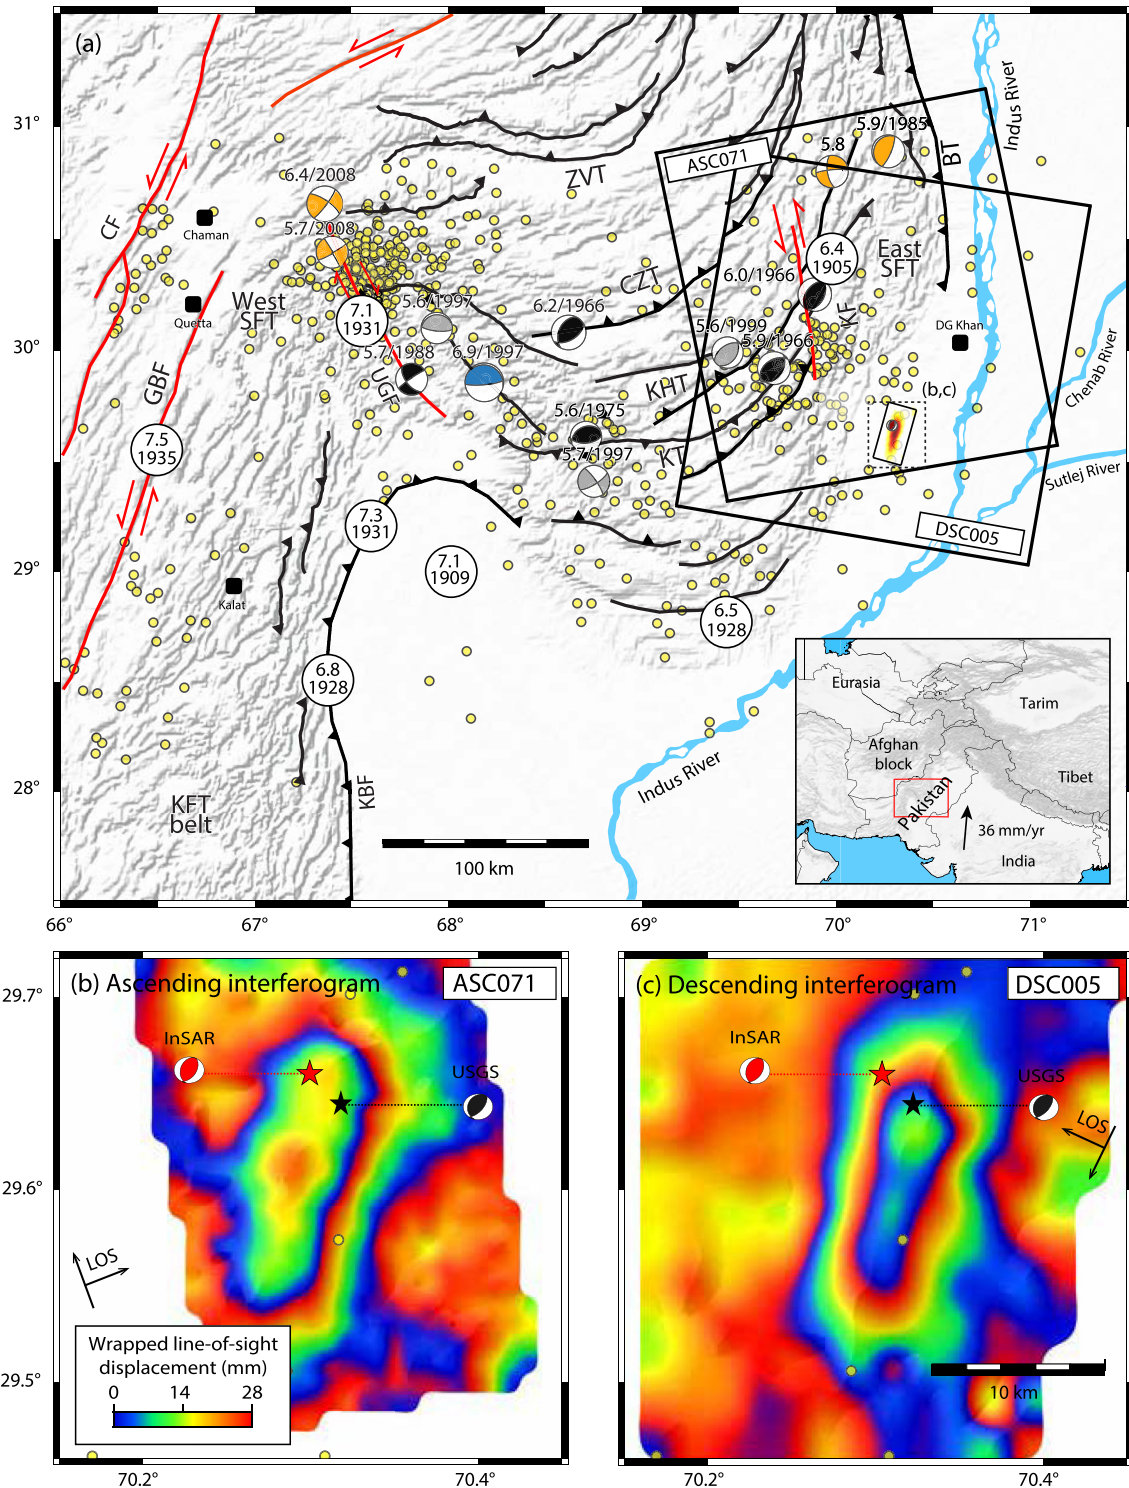 (a)
31°
30°
29°
28°
66°
67°
68°
69°
70°
71°
CF
Chaman
Quetta
GBF
West
SFT
Kalat
KFT
belt
KBF
UGF
ZVT
CZT
KHT
KT
KF
BT
East
SFT
DG Khan
Indus River
Chenab River
Sutlej River
Indus River
ASC071
DSC005
(b,c)
6.4/2008
5.7/2008
5.6/1997
5.7/1988
6.9/1997
6.2/1966
5.6/1975
5.7/1997
5.6/1999
5.9/1966
6.0/1966
5.8
5.9/1985
7.1
1931
7.5
1935
7.3
1931
7.1
1909
6.8
1928
6.5
1928
6.4
1905
100 km
Eurasia
Tarim
Afghan
block
Tibet
Pakistan
36 mm/yr
India
(b) Ascending interferogram
ASC071
29.7°
29.6°
29.5°
InSAR
USGS
LOS
Wrapped line-of-sight
displacement (mm)
0 14 28
70.2°
70.4°
(c) Descending interferogram
DSC005
InSAR
USGS
LOS
10 km
70.2°
70.4°